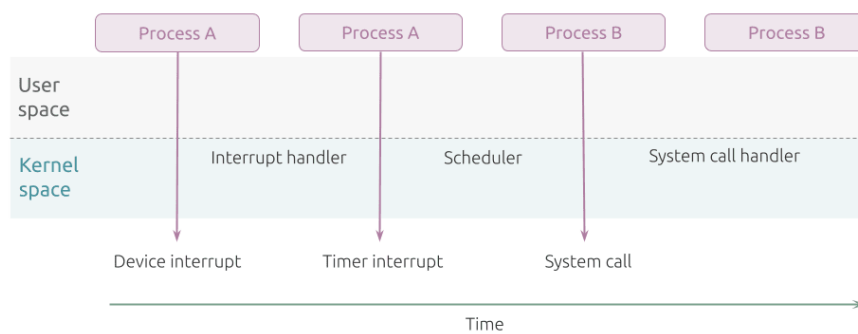 Process A
Process A
Process B
Process B
User
space
Kernel
space
Interrupt handler
Scheduler
System call handler
Device interrupt
Timer interrupt
System call
Time